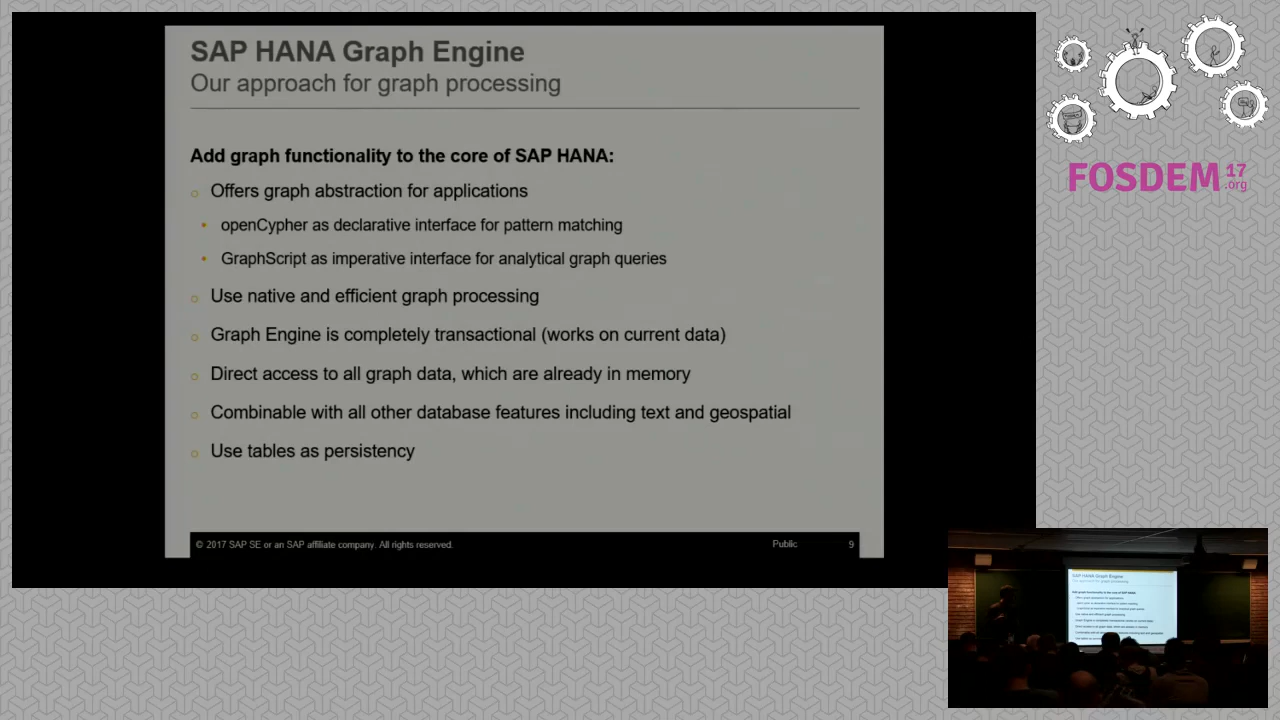 SAP HANA Graph Engine
Our approach for graph processing
Add graph functionality to the core of SAP HANA:
Offers graph abstraction for applications
openCypher as declarative interface for pattern matching
GraphScript as imperative interface for analytical graph queries
Use native and efficient graph processing
Graph Engine is completely transactional (works on current data)
Direct access to all graph data, which are already in memory
Combinable with all other database features including text and geospatial
Use tables as persistency
© 2017 SAP SE or an SAP affiliate company. All rights reserved.
Public
9
FOSDEM 17
.org
SAP HANA Graph Engine